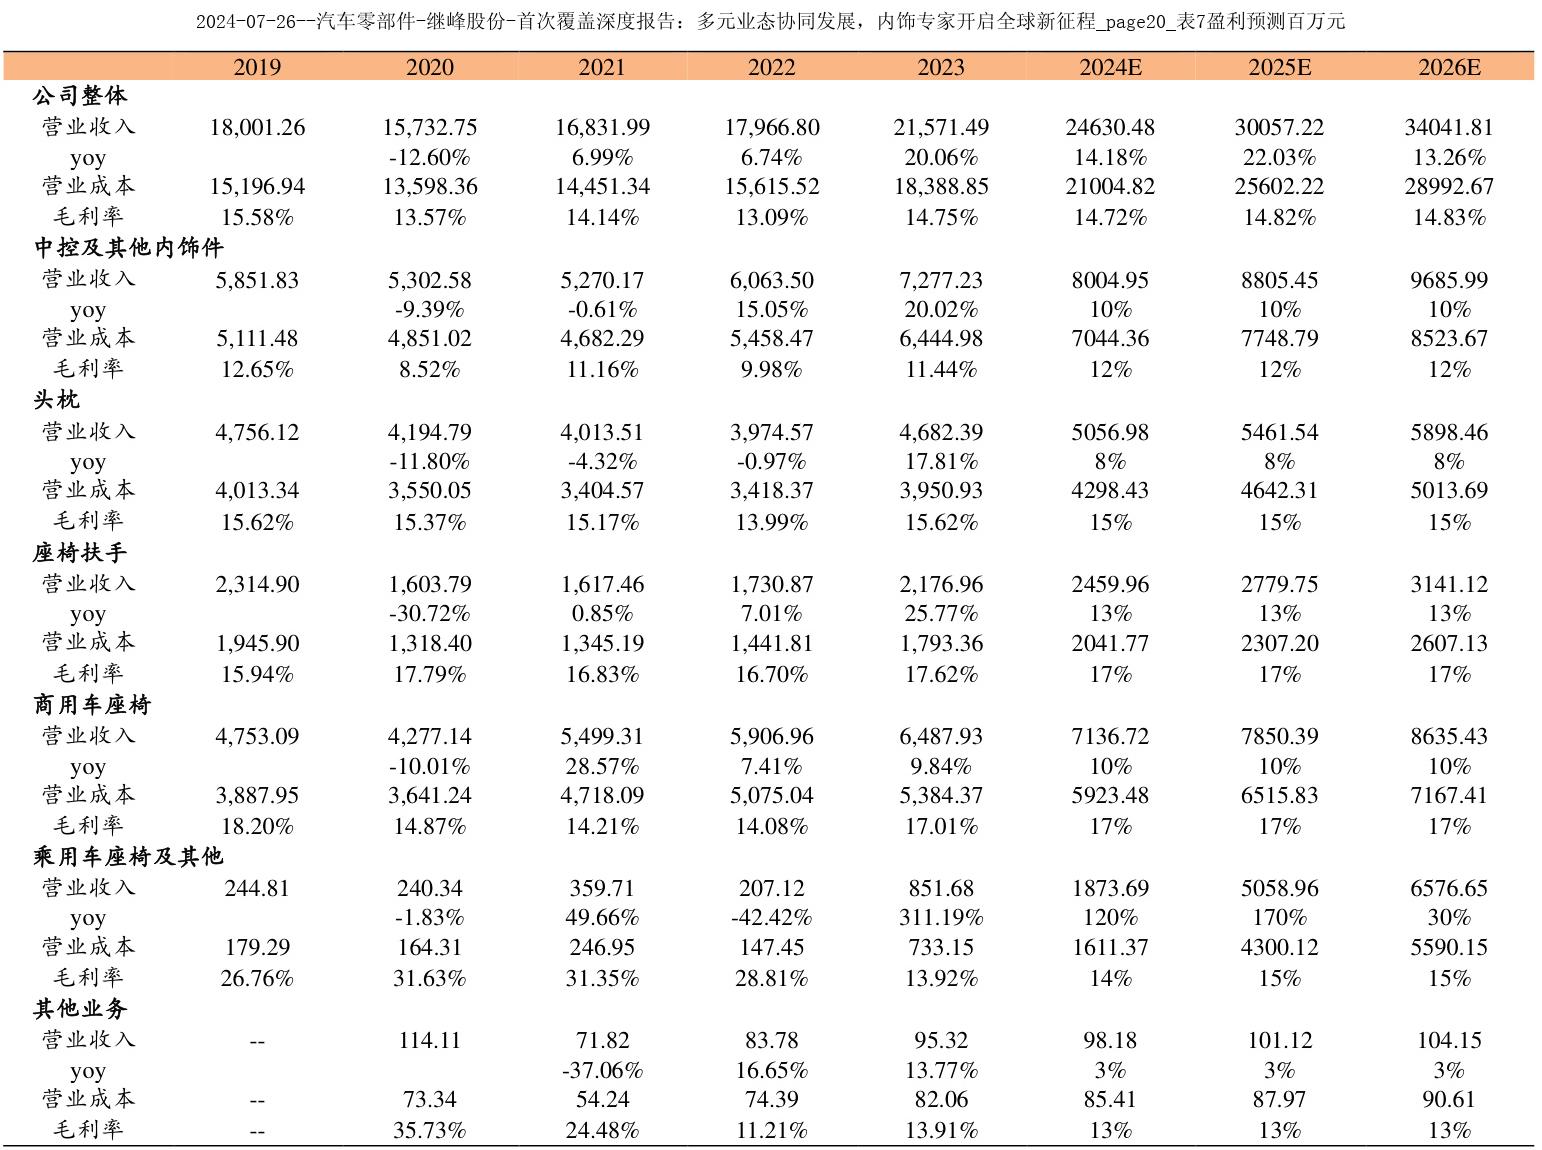 2024-07-26--汽车零部件-继峰股份-首次覆盖深度报告：多元业态协同发展，内饰专家开启全球新征程_page20_表7盈利预测百万元
2019 2020 2021 2022 2023 2024E 2025E 2026E
公司整体
营业收入 18,001.26 15,732.75 16,831.99 17,966.80 21,571.49 24630.48 30057.22 34041.81
yoy -12.60% 6.99% 6.74% 20.06% 14.18% 22.03% 13.26%
营业成本 15,196.94 13,598.36 14,451.34 15,615.52 18,388.85 21004.82 25602.22 28992.67
毛利率 15.58% 13.57% 14.14% 13.09% 14.75% 14.72% 14.82% 14.83%
中控及其他内饰件
营业收入 5,851.83 5,302.58 5,270.17 6,063.50 7,277.23 8004.95 8805.45 9685.99
yoy -9.39% -0.61% 15.05% 20.02% 10% 10% 10%
营业成本 5,111.48 4,851.02 4,682.29 5,458.47 6,444.98 7044.36 7748.79 8523.67
毛利率 12.65% 8.52% 11.16% 9.98% 11.44% 12% 12% 12%
头枕
营业收入 4,756.12 4,194.79 4,013.51 3,974.57 4,682.39 5056.98 5461.54 5898.46
yoy -11.80% -4.32% -0.97% 17.81% 8% 8% 8%
营业成本 4,013.34 3,550.05 3,404.57 3,418.37 3,950.93 4298.43 4642.31 5013.69
毛利率 15.62% 15.37% 15.17% 13.99% 15.62% 15% 15% 15%
座椅扶手
营业收入 2,314.90 1,603.79 1,617.46 1,730.87 2,176.96 2459.96 2779.75 3141.12
yoy -30.72% 0.85% 7.01% 25.77% 13% 13% 13%
营业成本 1,945.90 1,318.40 1,345.19 1,441.81 1,793.36 2041.77 2307.20 2607.13
毛利率 15.94% 17.79% 16.83% 16.70% 17.62% 17% 17% 17%
商用车座椅
营业收入 4,753.09 4,277.14 5,499.31 5,906.96 6,487.93 7136.72 7850.39 8635.43
yoy -10.01% 28.57% 7.41% 9.84% 10% 10% 10%
营业成本 3,887.95 3,641.24 4,718.09 5,075.04 5,384.37 5923.48 6515.83 7167.41
毛利率 18.20% 14.87% 14.21% 14.08% 17.01% 17% 17% 17%
乘用车座椅及其他
营业收入 244.81 240.34 359.71 207.12 851.68 1873.69 5058.96 6576.65
yoy -1.83% 49.66% -42.42% 311.19% 120% 170% 30%
营业成本 179.29 164.31 246.95 147.45 733.15 1611.37 4300.12 5590.15
毛利率 26.76% 31.63% 31.35% 28.81% 13.92% 14% 15% 15%
其他业务
营业收入 -- 114.11 71.82 83.78 95.32 98.18 101.12 104.15
yoy -37.06% 16.65% 13.77% 3% 3% 3%
营业成本 -- 73.34 54.24 74.39 82.06 85.41 87.97 90.61
毛利率 -- 35.73% 24.48% 11.21% 13.91% 13% 13% 13%